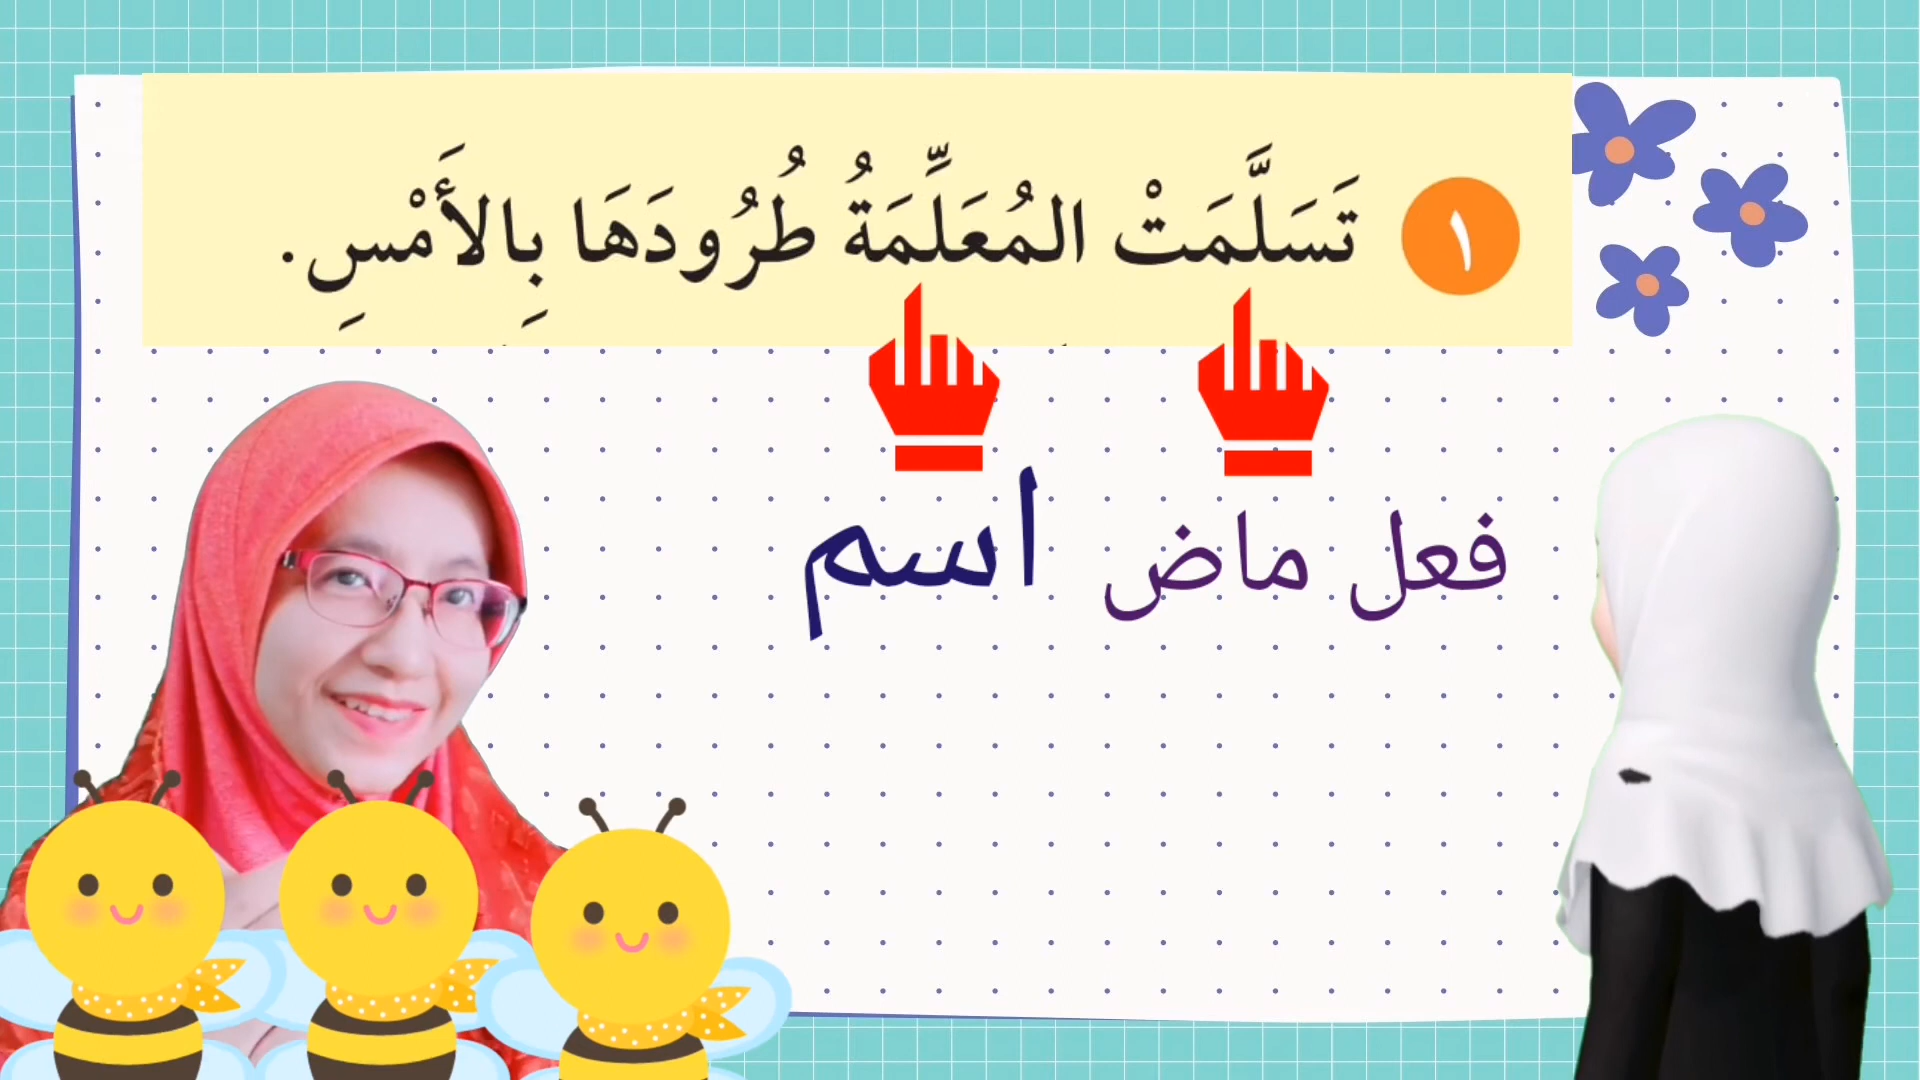 ١ تَسَلَّمَتْ المُعَلِّمَةُ طُرُودَهَا بِالأَمْسِ.
فعل ماض اسم